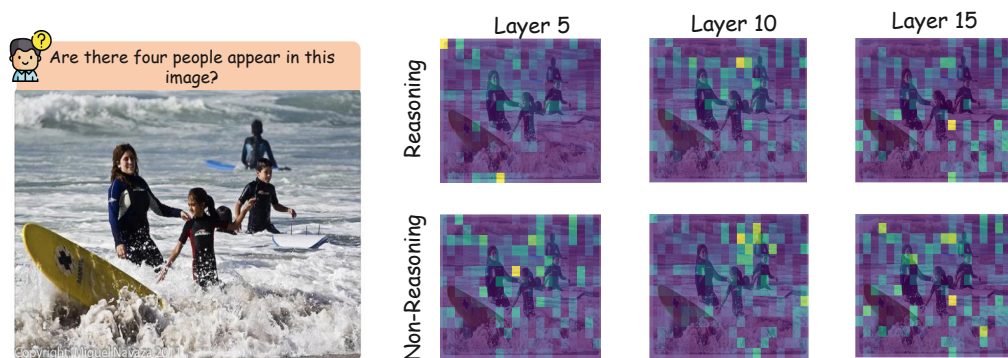 ?
Are there four people appear in this
image?
Layer 5
Layer 10
Layer 15
Reasoning
Non-Reasoning
Copyright: Miquel Navaza 2011